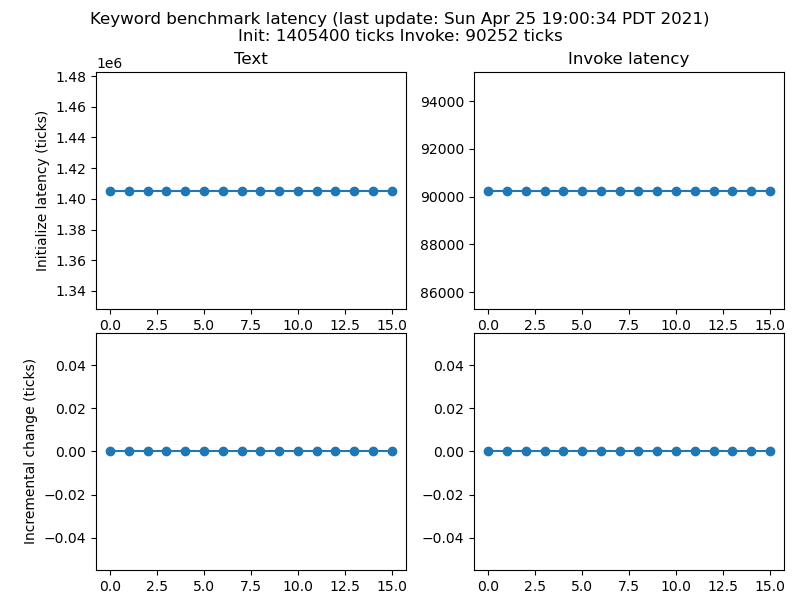 Keyword benchmark latency (last update: Sun Apr 25 19:00:34 PDT 2021)
Init: 1405400 ticks Invoke: 90252 ticks
Text
1e6
Initialize latency (ticks)
1.48
1.46
1.44
1.42
1.40
1.38
1.36
1.34
0.0 2.5 5.0 7.5 10.0 12.5 15.0
Invoke latency
94000
92000
90000
88000
86000
0.0 2.5 5.0 7.5 10.0 12.5 15.0
Incremental change (ticks)
0.04
0.02
0.00
−0.02
−0.04
0.0 2.5 5.0 7.5 10.0 12.5 15.0
0.04
0.02
0.00
−0.02
−0.04
0.0 2.5 5.0 7.5 10.0 12.5 15.0